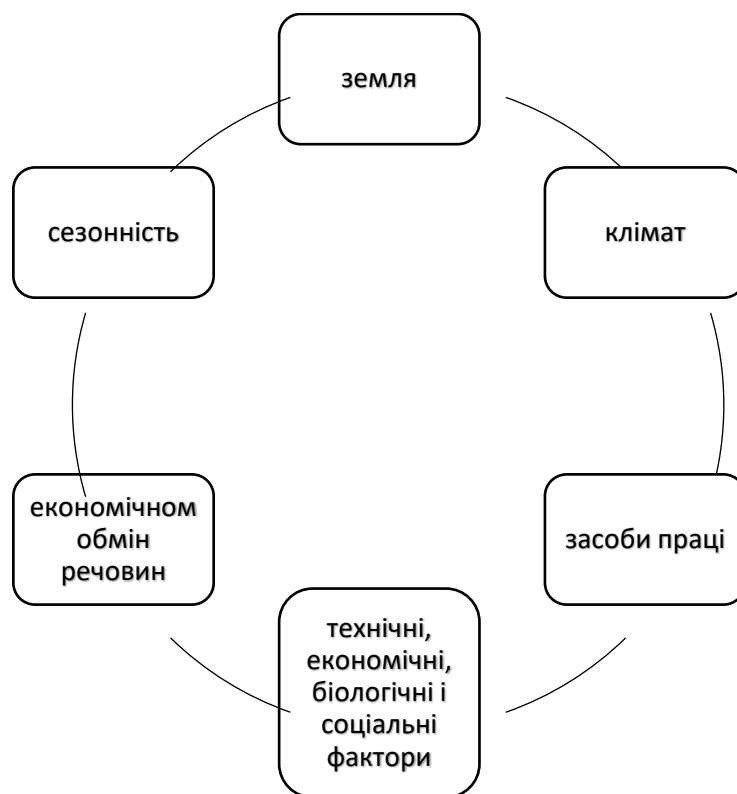 земля
клімат
засоби праці
технічні,
економічні,
біологічні і
соціальні
фактори
економічном
обмін
речовин
сезонність